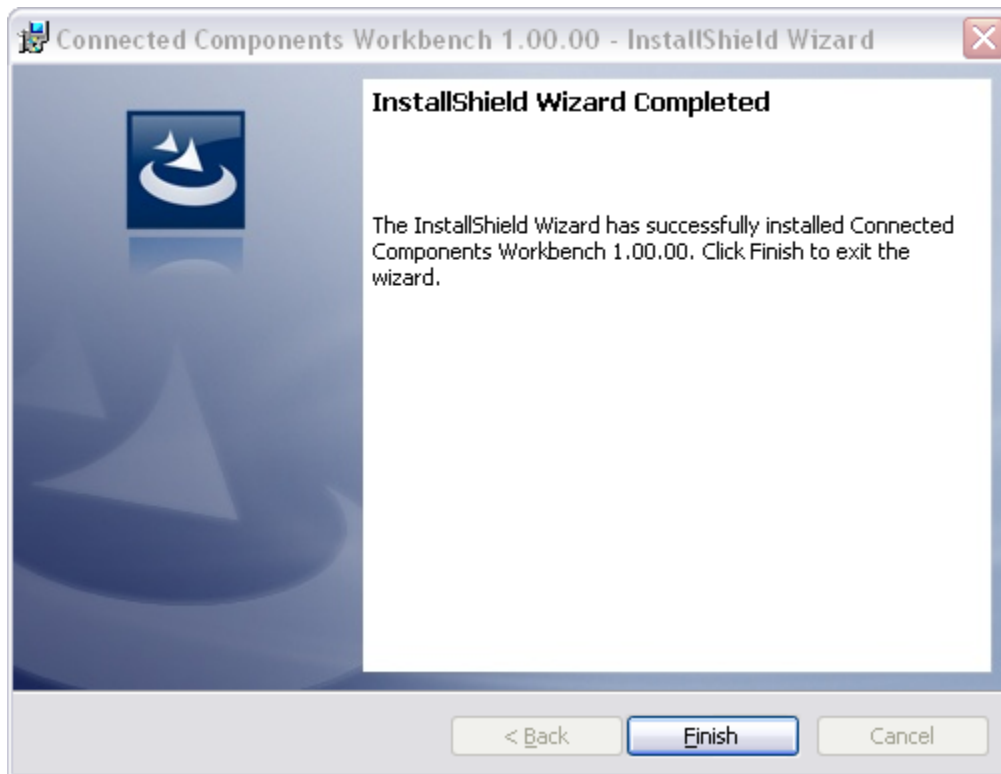 Connected Components Workbench 1.00.00 - InstallShield Wizard
InstallShield Wizard Completed
The InstallShield Wizard has successfully installed Connected
Components Workbench 1.00.00. Click Finish to exit the
wizard.
< Back Finish Cancel